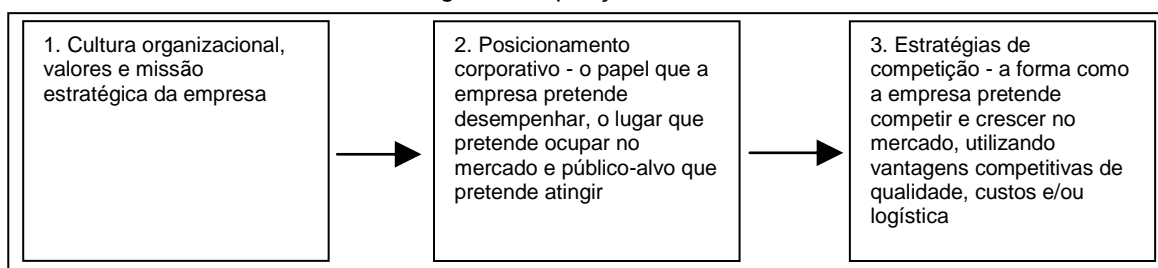 1. Cultura organizacional,
valores e missão
estratégica da empresa
2. Posicionamento
corporativo - o papel que a
empresa pretende
desempenhar, o lugar que
pretende ocupar no
mercado e público-alvo que
pretende atingir
3. Estratégias de
competição - a forma como
a empresa pretende
competir e crescer no
mercado, utilizando
vantagens competitivas de
qualidade, custos e/ou
logística